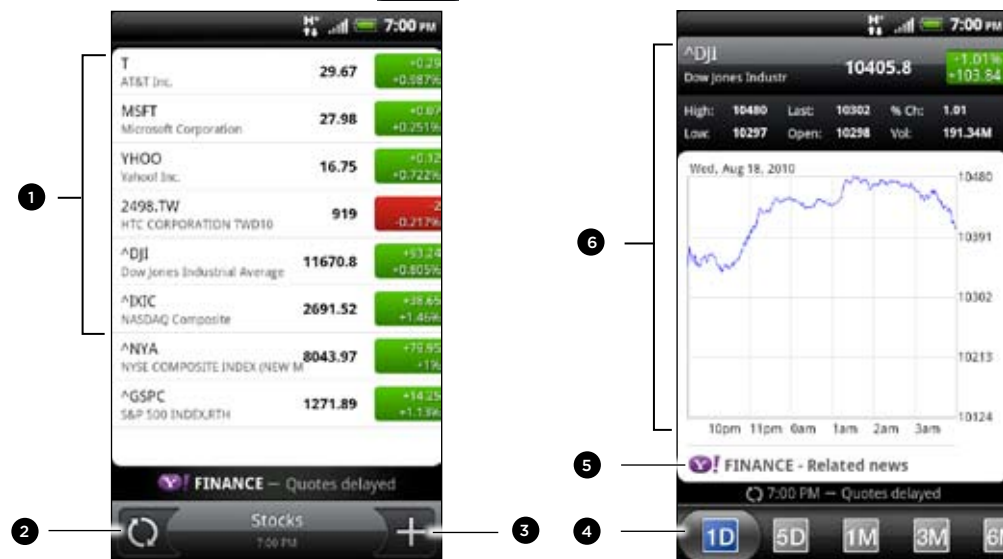 H+ 7:00 PM
T 29.67 +0.29
AT&T Inc. +0.987%
MSFT 27.98 +0.07
Microsoft Corporation +0.251%
YHOO 16.75 +0.12
Yahoo! Inc. +0.722%
2498.TW 919 -2
HTC CORPORATION TWD10 -0.217%
^DJI 11670.8 +93.24
Dow Jones Industrial Average +0.805%
^IXIC 2691.52 +38.65
NASDAQ Composite +1.46%
^NYA 8043.97 +79.95
NYSE COMPOSITE INDEX (NEW M +1%
^GSPC 1271.89 +14.25
S&P 500 INDEX,RTH +1.13%
Y! FINANCE — Quotes delayed
Stocks
7:00 PM
1
2
3
H+ 7:00 PM
^DJI 10405.8 +1.01%
Dow Jones Industr +103.84
High: 10480 Last: 10302 % Ch: 1.01
Low: 10297 Open: 10298 Vol: 191.34M
Wed, Aug 18, 2010
10480
10391
10302
10213
10124
10pm 11pm 0am 1am 2am 3am
Y! FINANCE - Related news
7:00 PM — Quotes delayed
1D 5D 1M 3M
6
5
4